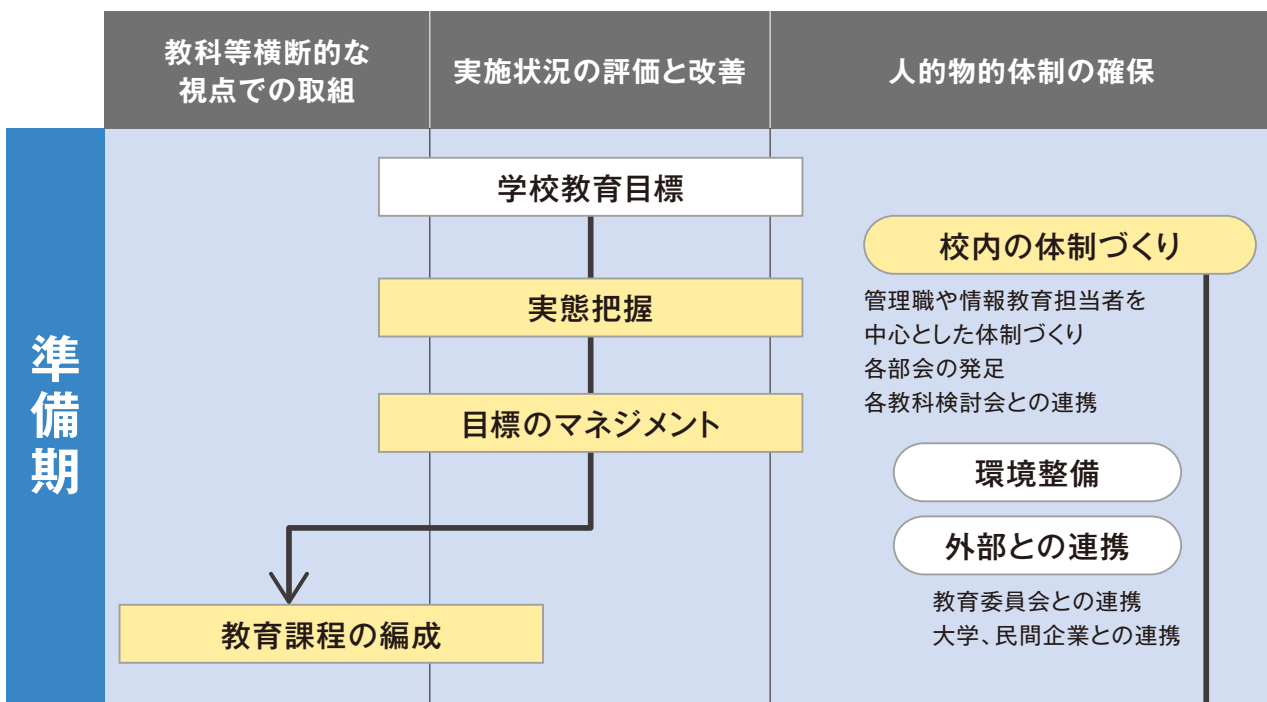 教科等横断的な
視点での取組
実施状況の評価と改善
人的物的体制の確保
準備期
学校教育目標
実態把握
目標のマネジメント
教育課程の編成
校内の体制づくり
管理職や情報教育担当者を
中心とした体制づくり
各部会の発足
各教科検討会との連携
環境整備
外部との連携
教育委員会との連携
大学、民間企業との連携